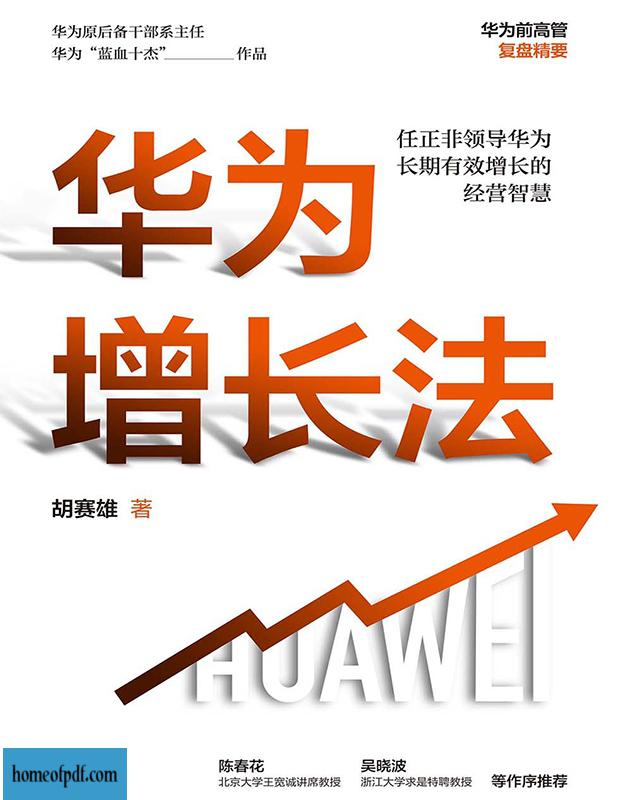 华为原后备干部系主任
华为“蓝血十杰”________作品
华为前高管
复盘精要
任正非领导华为
长期有效增长的
经营智慧
华为
增长法
胡赛雄 著
HUAWEI
陈春花
北京大学王宽诚讲席教授
吴晓波
浙江大学求是特聘教授
等作序推荐
homeofpdf.com